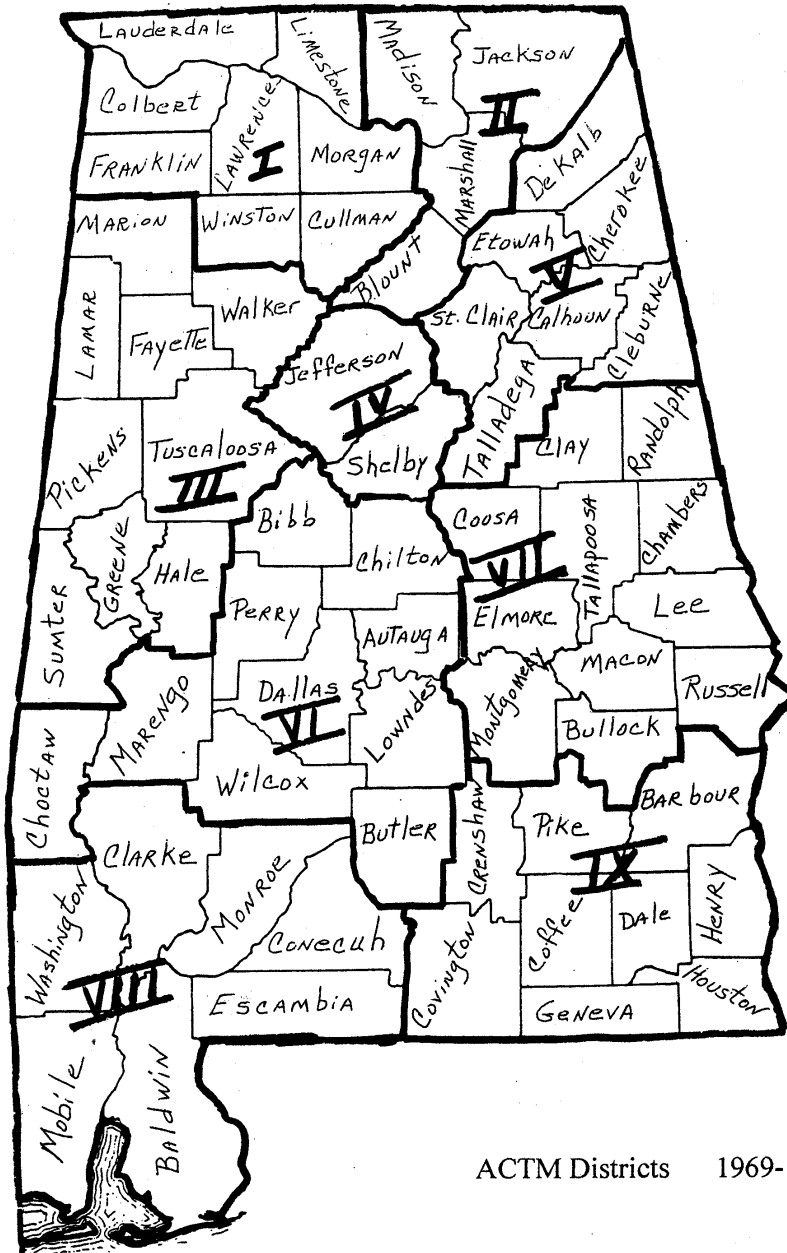 LAUDERDALE
Limestone
MADISON
JACKSON
Colbert
LAWRENCE
FRANKLIN
I
MORGAN
II
MARSHALL
DeKalb
Cherokee
MARION
WINSTON
CULLMAN
Blount
ETOWAH
V
LAMAR
Fayette
Walker
ST. CLAIR
CALHOUN
Cleburne
Jefferson
IV
TALLADEGA
Pickens
TUSCALOOSA
III
Shelby
CLAY
RANDOLPH
Bibb
COOSA
TALLAPOOSA
Chambers
GREENE
HALE
Chilton
VII
SUMTER
PERRY
AUTAUGA
ELMORE
Lee
MACON
MARENGO
DALLAS
VI
Lowndes
Montgomery
RUSSELL
Bullock
Choctaw
Wilcox
BARBOUR
CLARKE
BUTLER
CRENSHAW
Pike
IX
MONROE
Washington
Conecuh
Coffee
DALE
HENRY
VIII
ESCAMBIA
Covington
GENEVA
HOUSTON
Mobile
BALDWIN
ACTM Districts 1969-